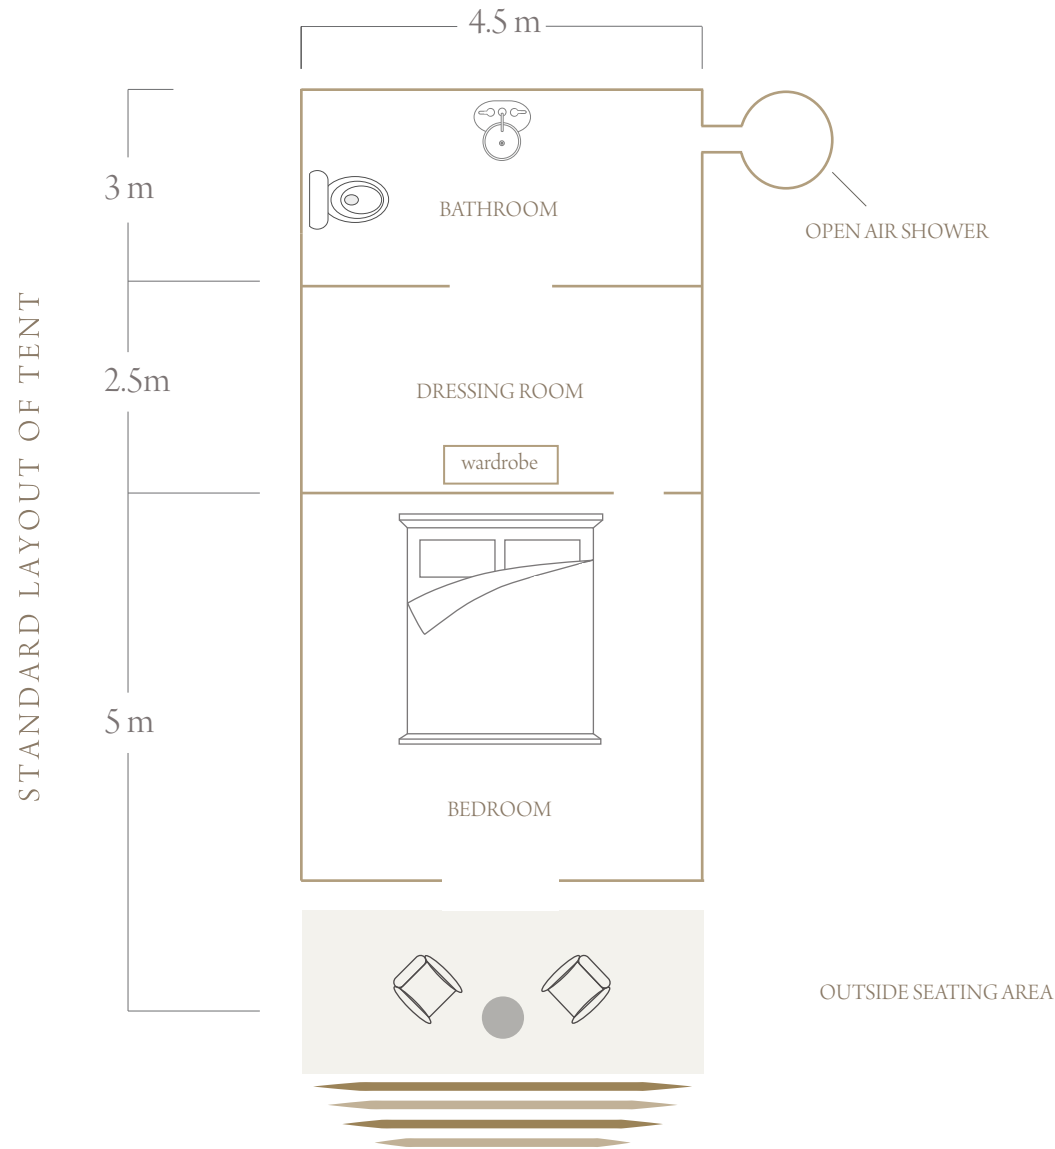 4.5 m
3 m
BATHROOM
OPEN AIR SHOWER
STANDARD LAYOUT OF TENT
2.5m
DRESSING ROOM
wardrobe
5 m
BEDROOM
OUTSIDE SEATING AREA